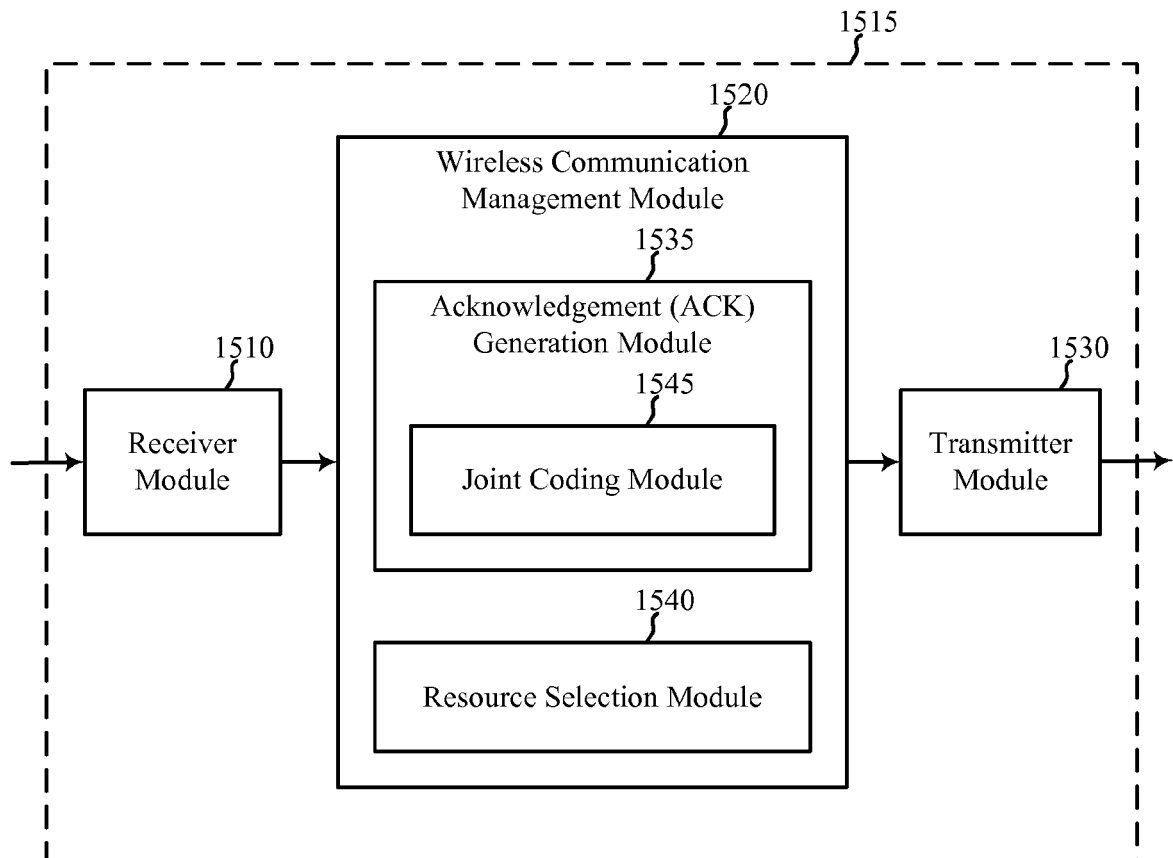 1515
1520
Wireless Communication
Management Module
1535
Acknowledgement (ACK)
Generation Module
1510
1530
1545
Receiver
Module
Joint Coding Module
Transmitter
Module
1540
Resource Selection Module